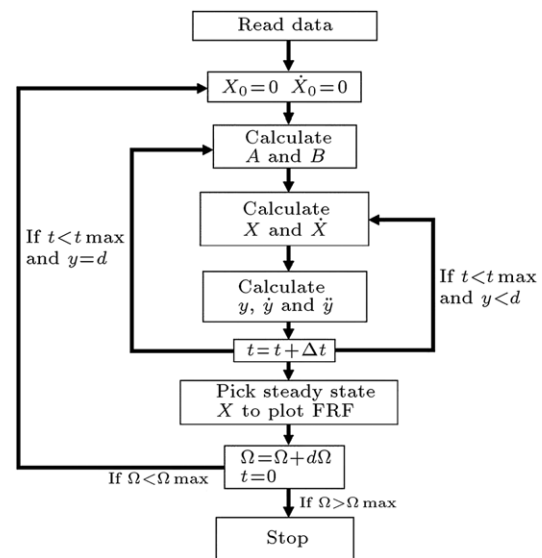 Read data
X₀=0 Ẋ₀=0
Calculate
A and B
Calculate
X and Ẋ
If t<t max
and y=d
If t<t max
and y<d
Calculate
y, ẏ and ÿ
t=t+Δt
Pick steady state
X to plot FRF
Ω=Ω+dΩ
t=0
If Ω<Ω max
If Ω>Ω max
Stop